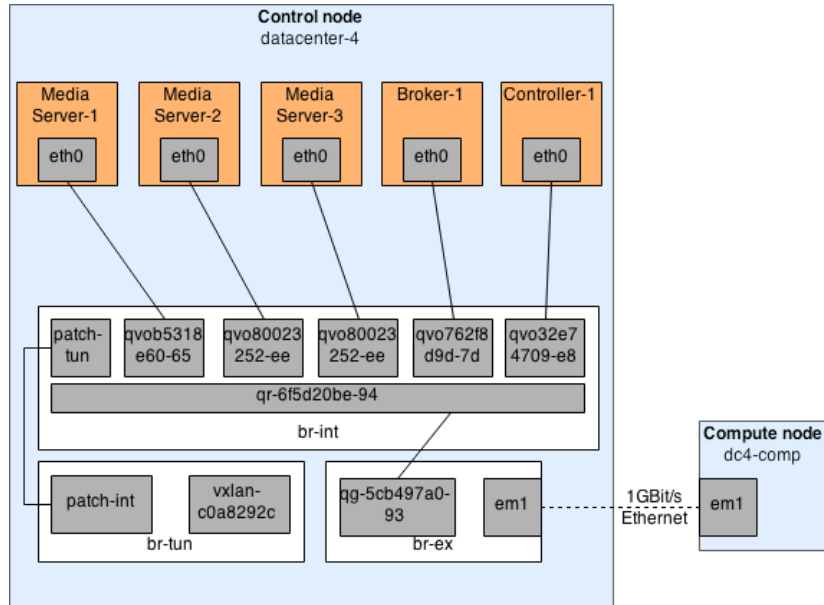 Control node
datacenter-4
Media
Server-1
Media
Server-2
Media
Server-3
Broker-1
Controller-1
eth0
eth0
eth0
eth0
eth0
patch-
tun
qvob5318
e60-65
qvo80023
252-ee
qvo80023
252-ee
qvo762f8
d9d-7d
qvo32e7
4709-e8
qr-6f5d20be-94
br-int
patch-int
vxlan-
c0a8292c
br-tun
qg-5cb497a0-
93
em1
br-ex
1GBit/s
Ethernet
Compute node
dc4-comp
em1